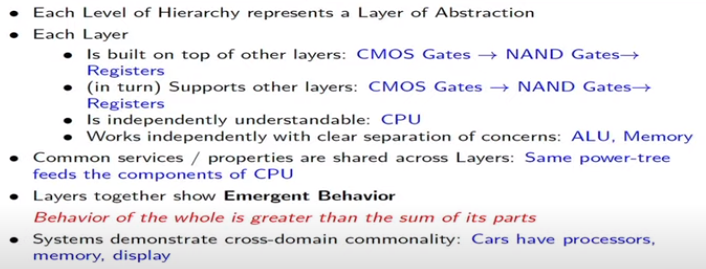 • Each Level of Hierarchy represents a Layer of Abstraction
• Each Layer
• Is built on top of other layers: CMOS Gates → NAND Gates→
Registers
• (in turn) Supports other layers: CMOS Gates → NAND Gates→
Registers
• Is independently understandable: CPU
• Works independently with clear separation of concerns: ALU, Memory
• Common services / properties are shared across Layers: Same power-tree
feeds the components of CPU
• Layers together show Emergent Behavior
Behavior of the whole is greater than the sum of its parts
• Systems demonstrate cross-domain commonality: Cars have processors,
memory, display